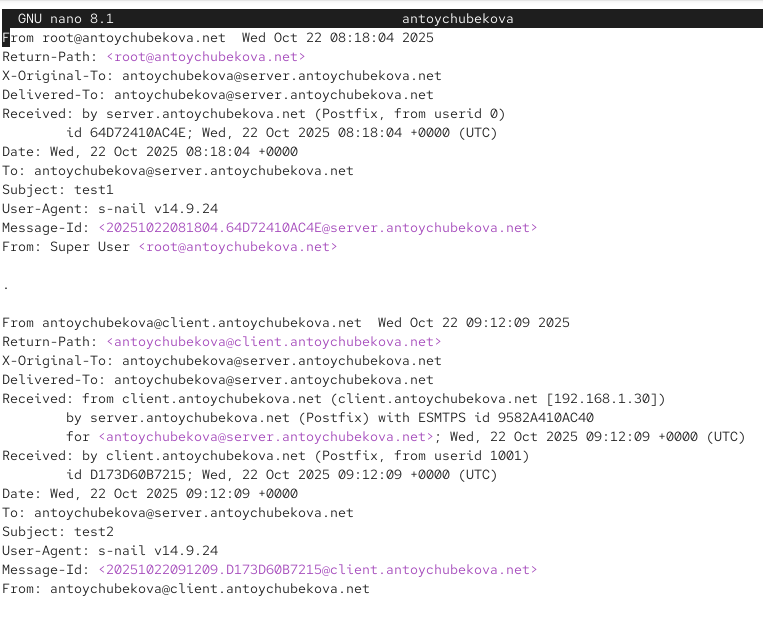 GNU nano 8.1 antoychubekova
From root@antoychubekova.net  Wed Oct 22 08:18:04 2025
Return-Path: <root@antoychubekova.net>
X-Original-To: antoychubekova@server.antoychubekova.net
Delivered-To: antoychubekova@server.antoychubekova.net
Received: by server.antoychubekova.net (Postfix, from userid 0)
        id 64D72410AC4E; Wed, 22 Oct 2025 08:18:04 +0000 (UTC)
Date: Wed, 22 Oct 2025 08:18:04 +0000
To: antoychubekova@server.antoychubekova.net
Subject: test1
User-Agent: s-nail v14.9.24
Message-Id: <20251022081804.64D72410AC4E@server.antoychubekova.net>
From: Super User <root@antoychubekova.net>

.

From antoychubekova@client.antoychubekova.net  Wed Oct 22 09:12:09 2025
Return-Path: <antoychubekova@client.antoychubekova.net>
X-Original-To: antoychubekova@server.antoychubekova.net
Delivered-To: antoychubekova@server.antoychubekova.net
Received: from client.antoychubekova.net (client.antoychubekova.net [192.168.1.30])
        by server.antoychubekova.net (Postfix) with ESMTPS id 9582A410AC40
        for <antoychubekova@server.antoychubekova.net>; Wed, 22 Oct 2025 09:12:09 +0000 (UTC)
Received: by client.antoychubekova.net (Postfix, from userid 1001)
        id D173D60B7215; Wed, 22 Oct 2025 09:12:09 +0000 (UTC)
Date: Wed, 22 Oct 2025 09:12:09 +0000
To: antoychubekova@server.antoychubekova.net
Subject: test2
User-Agent: s-nail v14.9.24
Message-Id: <20251022091209.D173D60B7215@client.antoychubekova.net>
From: antoychubekova@client.antoychubekova.net